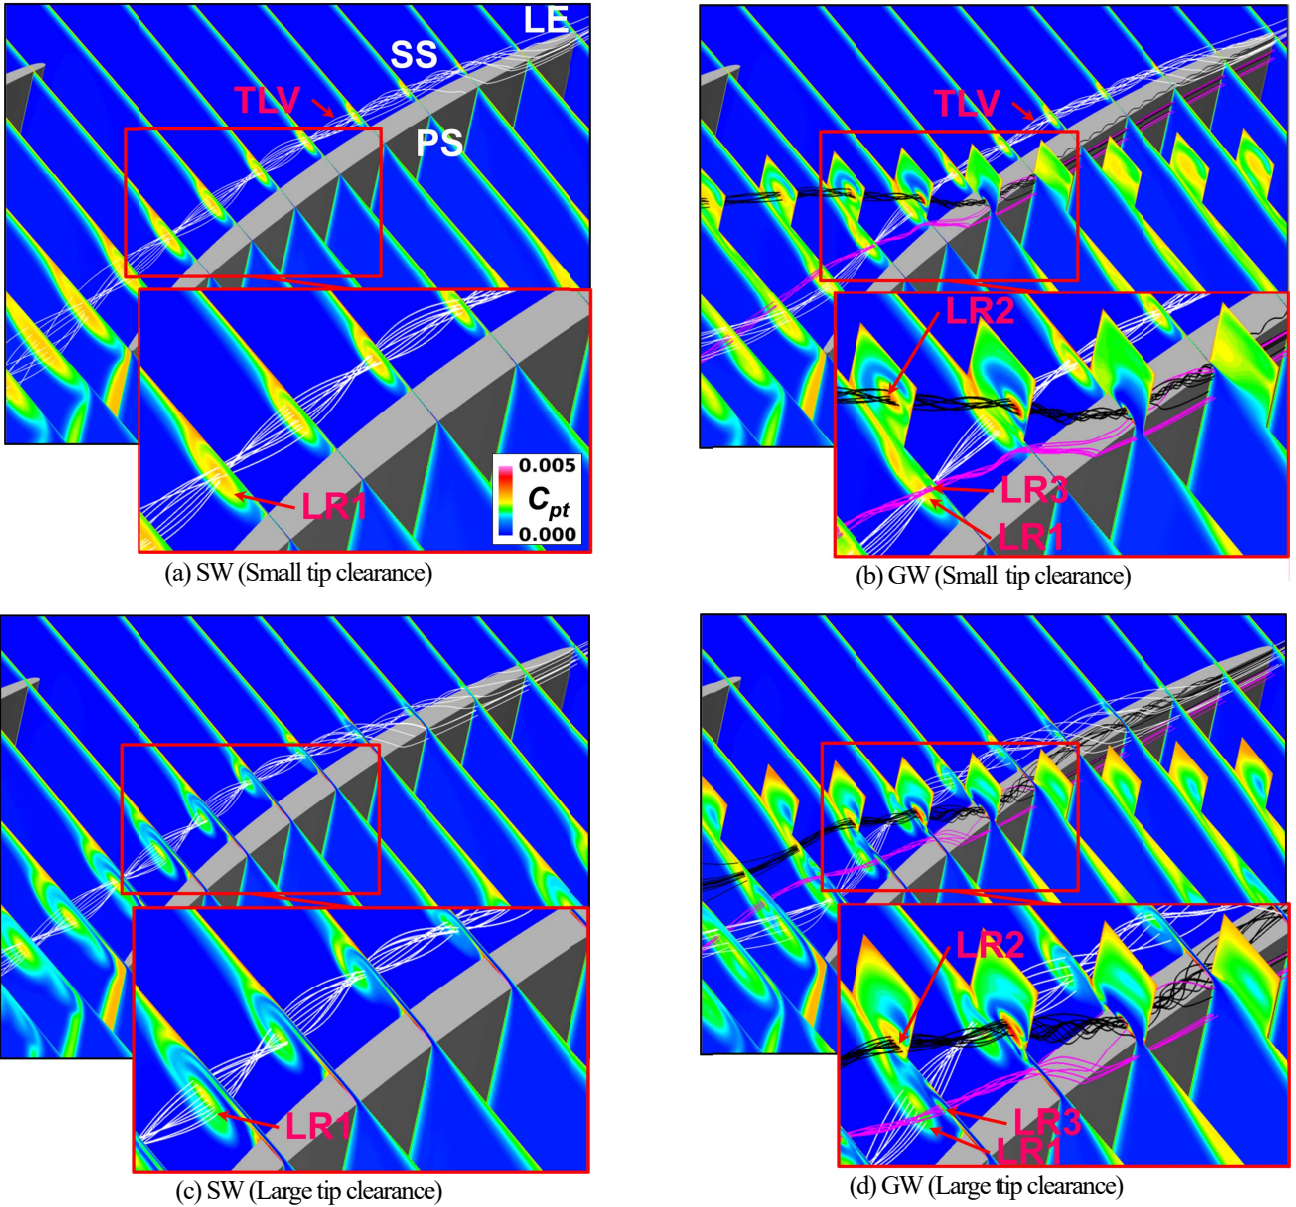 LE
SS
TLV
PS
LR1
0.005
Cpt
0.000
(a) SW (Small tip clearance)
TLV
LR2
LR3
LR1
(b) GW (Small tip clearance)
LR1
(c) SW (Large tip clearance)
LR2
LR3
LR1
(d) GW (Large tip clearance)